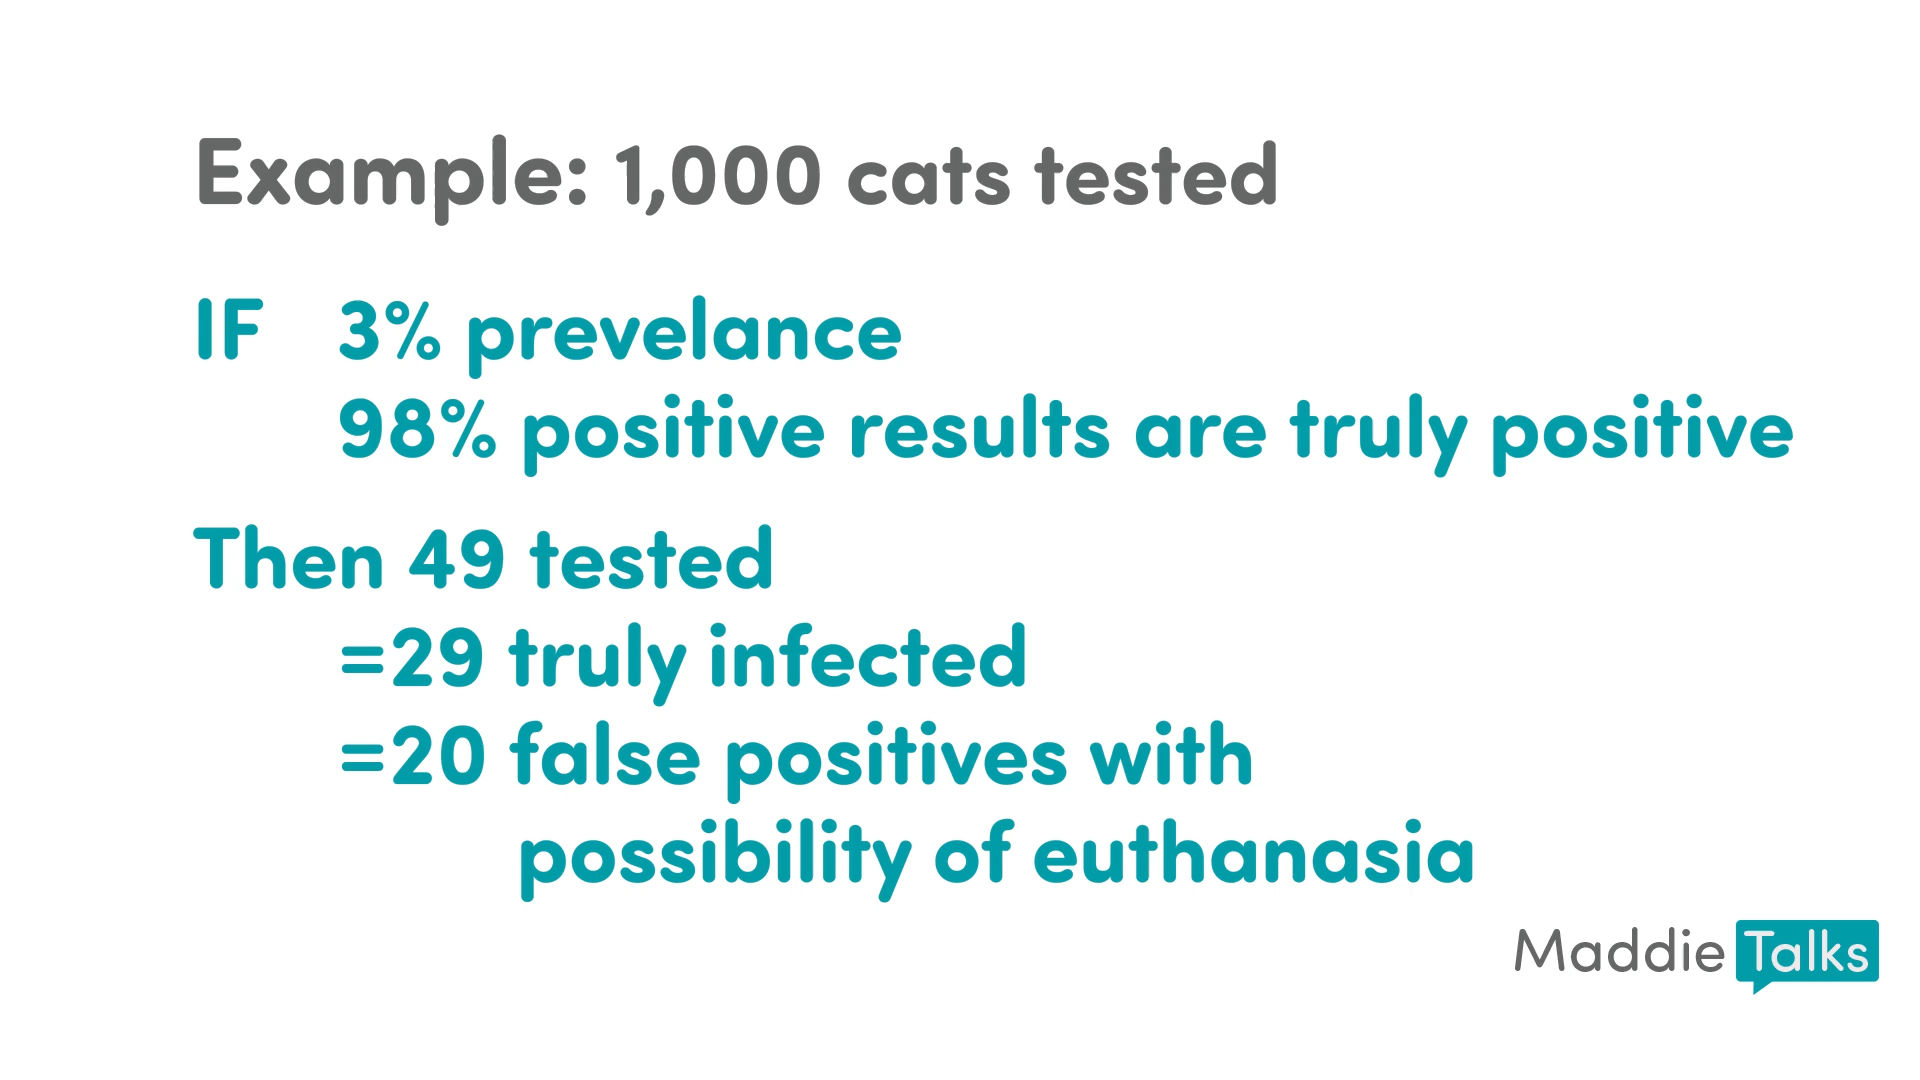 Example: 1,000 cats tested
IF 3% prevelance
98% positive results are truly positive
Then 49 tested
=29 truly infected
=20 false positives with
possibility of euthanasia
Maddie Talks